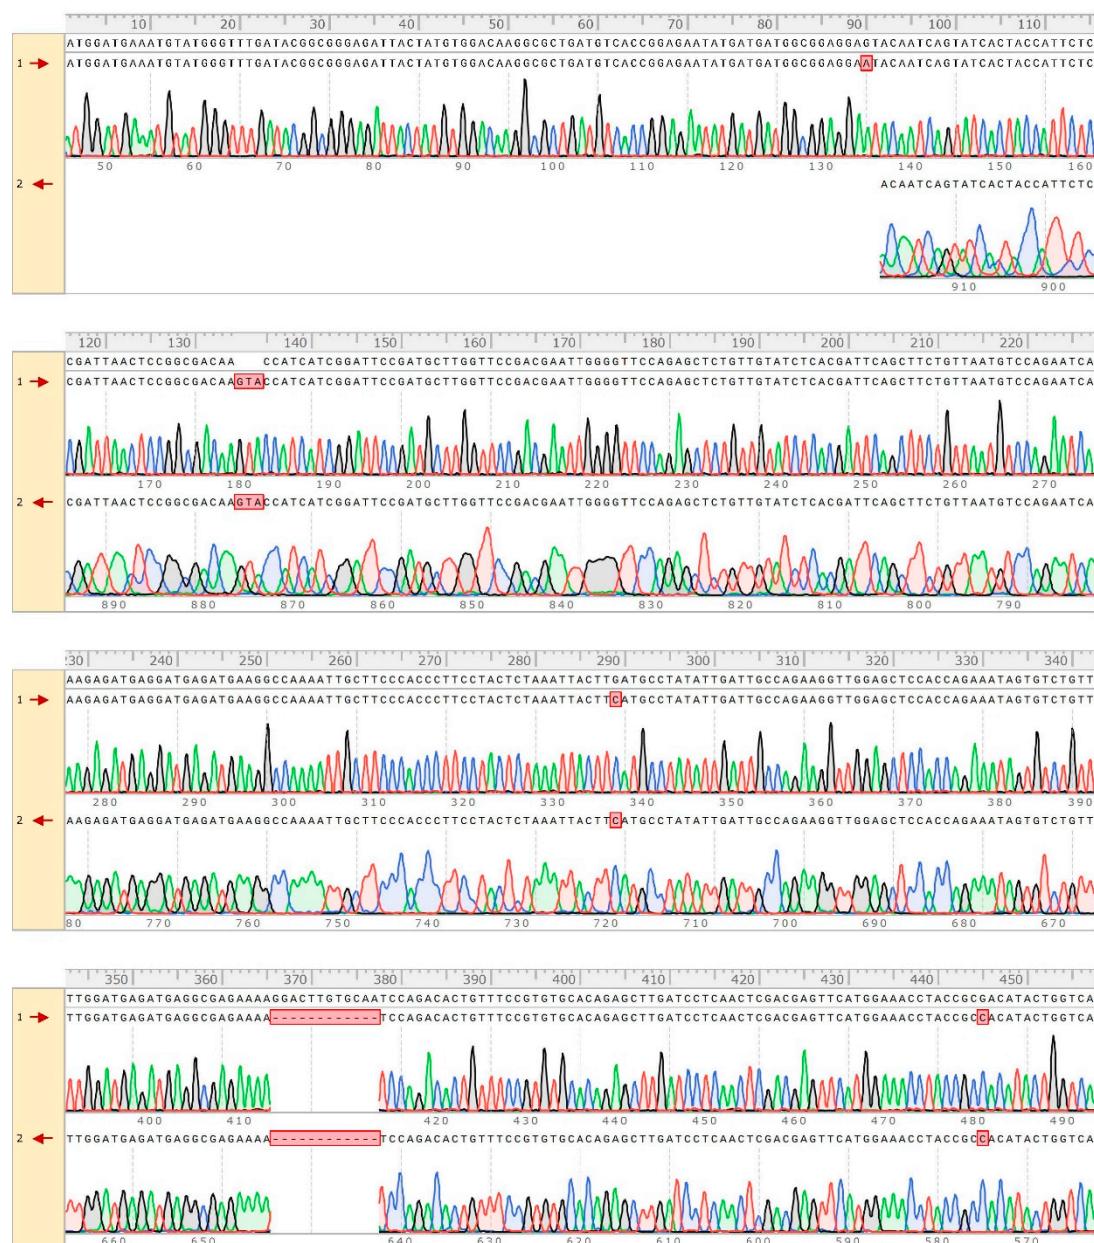 10 20 30 40 50 60 70 80 90 100 110
ATGGATGAAATGTATGGGTTTGATACGGCGGGAGATTACTATGTGGACAAGGCGCTGATGTCACCGGAGAATATGATGATGGCGGAGGAGTACAATCAGTATCACTACCATTCTC
1 ATGGATGAAATGTATGGGTTTGATACGGCGGGAGATTACTATGTGGACAAGGCGCTGATGTCACCGGAGAATATGATGATGGCGGAGGAATACAATCAGTATCACTACCATTCTC
50 60 70 80 90 100 110 120 130 140 150 160
2 ACAATCAGTATCACTACCATTCTC
910 900
120 130 140 150 160 170 180 190 200 210 220
CGATTAACTCCGGCGACAA CCATCATCGGATTCCGATGCTTGGTTCCGACGAATTGGGGTTCCAGAGCTCTGTTGTATCTCACGATTCAGCTTCTGTTAATGTCCAGAATCA
1 CGATTAACTCCGGCGACAAGTACCATCATCGGATTCCGATGCTTGGTTCCGACGAATTGGGGTTCCAGAGCTCTGTTGTATCTCACGATTCAGCTTCTGTTAATGTCCAGAATCA
170 180 190 200 210 220 230 240 250 260 270
2 CGATTAACTCCGGCGACAAGTACCATCATCGGATTCCGATGCTTGGTTCCGACGAATTGGGGTTCCAGAGCTCTGTTGTATCTCACGATTCAGCTTCTGTTAATGTCCAGAATCA
890 880 870 860 850 840 830 820 810 800 790
230 240 250 260 270 280 290 300 310 320 330 340
AAGAGATGAGGATGAGATGAAGGCCAAAATTGCTTCCCACCCTTCCTACTCTAAATTACTTGATGCCTATATTGATTGCCAGAAGGTTGGAGCTCCACCAGAAATAGTGTCTGTT
1 AAGAGATGAGGATGAGATGAAGGCCAAAATTGCTTCCCACCCTTCCTACTCTAAATTACTTCATGCCTATATTGATTGCCAGAAGGTTGGAGCTCCACCAGAAATAGTGTCTGTT
280 290 300 310 320 330 340 350 360 370 380 390
2 AAGAGATGAGGATGAGATGAAGGCCAAAATTGCTTCCCACCCTTCCTACTCTAAATTACTTCATGCCTATATTGATTGCCAGAAGGTTGGAGCTCCACCAGAAATAGTGTCTGTT
80 770 760 750 740 730 720 710 700 690 680 670
350 360 370 380 390 400 410 420 430 440 450
TTGGATGAGATGAGGCGAGAAAAGGACTTGTGCAATCCAGACACTGTTTCCGTGTGCACAGAGCTTGATCCTCAACTCGACGAGTTCATGGAAACCTACCGCGACATACTGGTCA
1 TTGGATGAGATGAGGCGAGAAAA------------TCCAGACACTGTTTCCGTGTGCACAGAGCTTGATCCTCAACTCGACGAGTTCATGGAAACCTACCGCCACATACTGGTCA
400 410 420 430 440 450 460 470 480 490
2 TTGGATGAGATGAGGCGAGAAAA------------TCCAGACACTGTTTCCGTGTGCACAGAGCTTGATCCTCAACTCGACGAGTTCATGGAAACCTACCGCCACATACTGGTCA
660 650 640 630 620 610 600 590 580 570